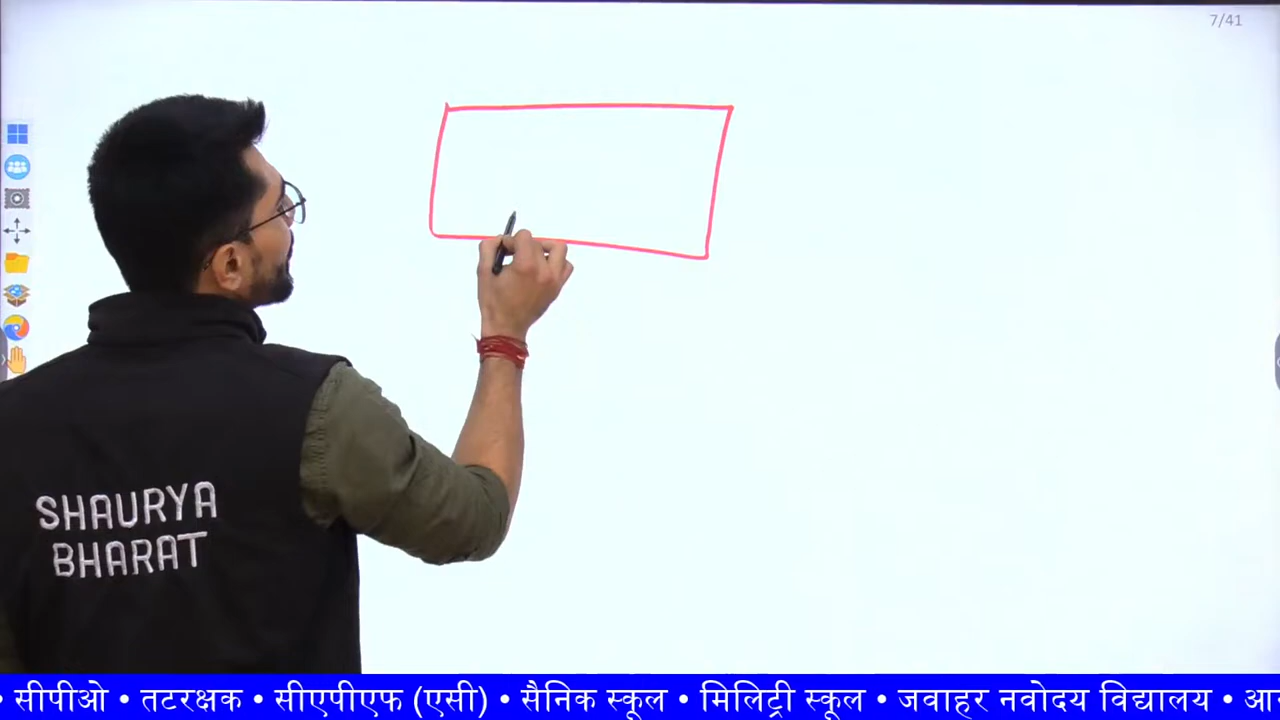 7/41
SHAURYA
BHARAT
• सीपीओ • तटरक्षक • सीएपीएफ (एसी) • सैनिक स्कूल • मिलिट्री स्कूल • जवाहर नवोदय विद्यालय • आ